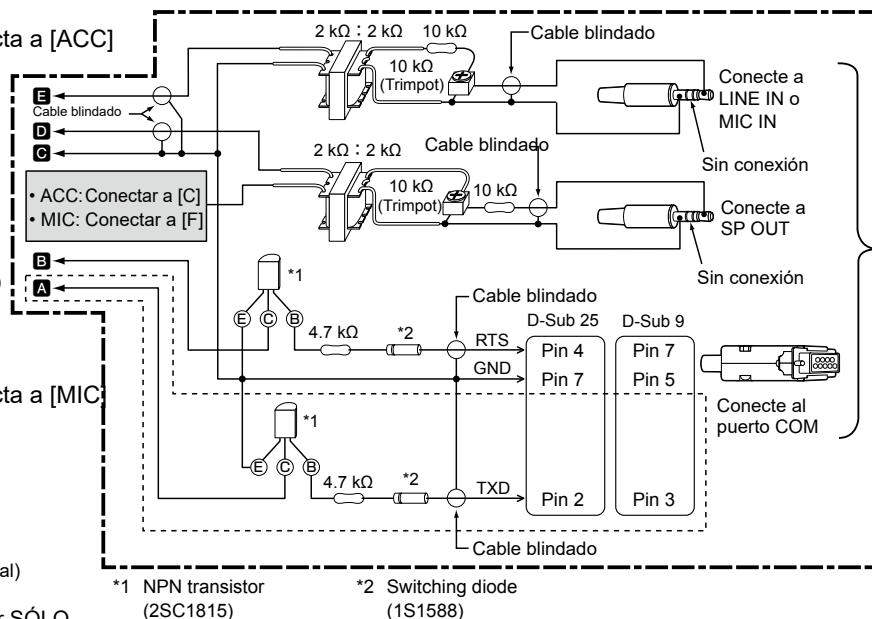 cta a [ACC]
2 kΩ : 2 kΩ
10 kΩ
Cable blindado
10 kΩ
(Trimpot)
Conecte a
LINE IN o
MIC IN
Sin conexión
E
Cable blindado
D
C
2 kΩ : 2 kΩ
Cable blindado
10 kΩ
(Trimpot)
10 kΩ
Conecte a
SP OUT
Sin conexión
• ACC: Conectar a [C]
• MIC: Conectar a [F]
B
A
*1
E C B
4.7 kΩ
*2
Cable blindado
RTS
GND
D-Sub 25
D-Sub 9
Pin 4
Pin 7
Pin 7
Pin 5
Conecte al
puerto COM
cta a [MIC]
*1
E C B
4.7 kΩ
*2
TXD
Pin 2
Pin 3
Cable blindado
al)
*1 NPN transistor
(2SC1815)
*2 Switching diode
(1S1588)
r SÓLO